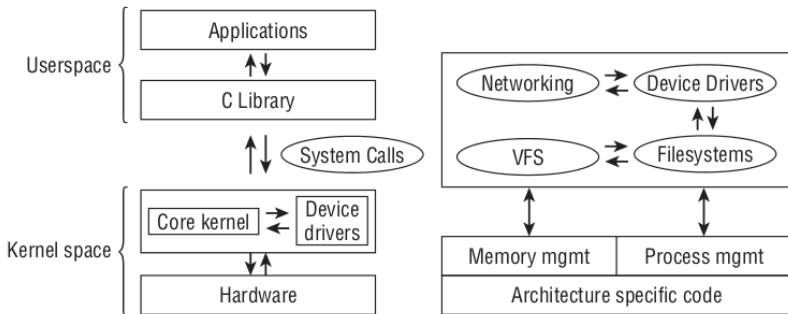 Applications
Userspace
C Library
System Calls
Core kernel
Device
drivers
Kernel space
Hardware
Networking
Device Drivers
VFS
Filesystems
Memory mgmt
Process mgmt
Architecture specific code